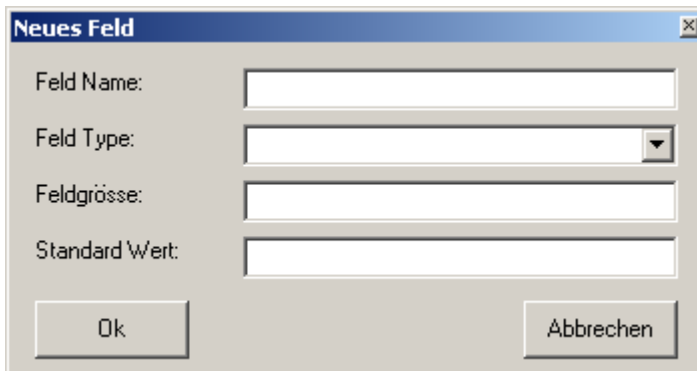 Neues Feld
Feld Name:
Feld Type:
Feldgrösse:
Standard Wert:
Ok Abbrechen